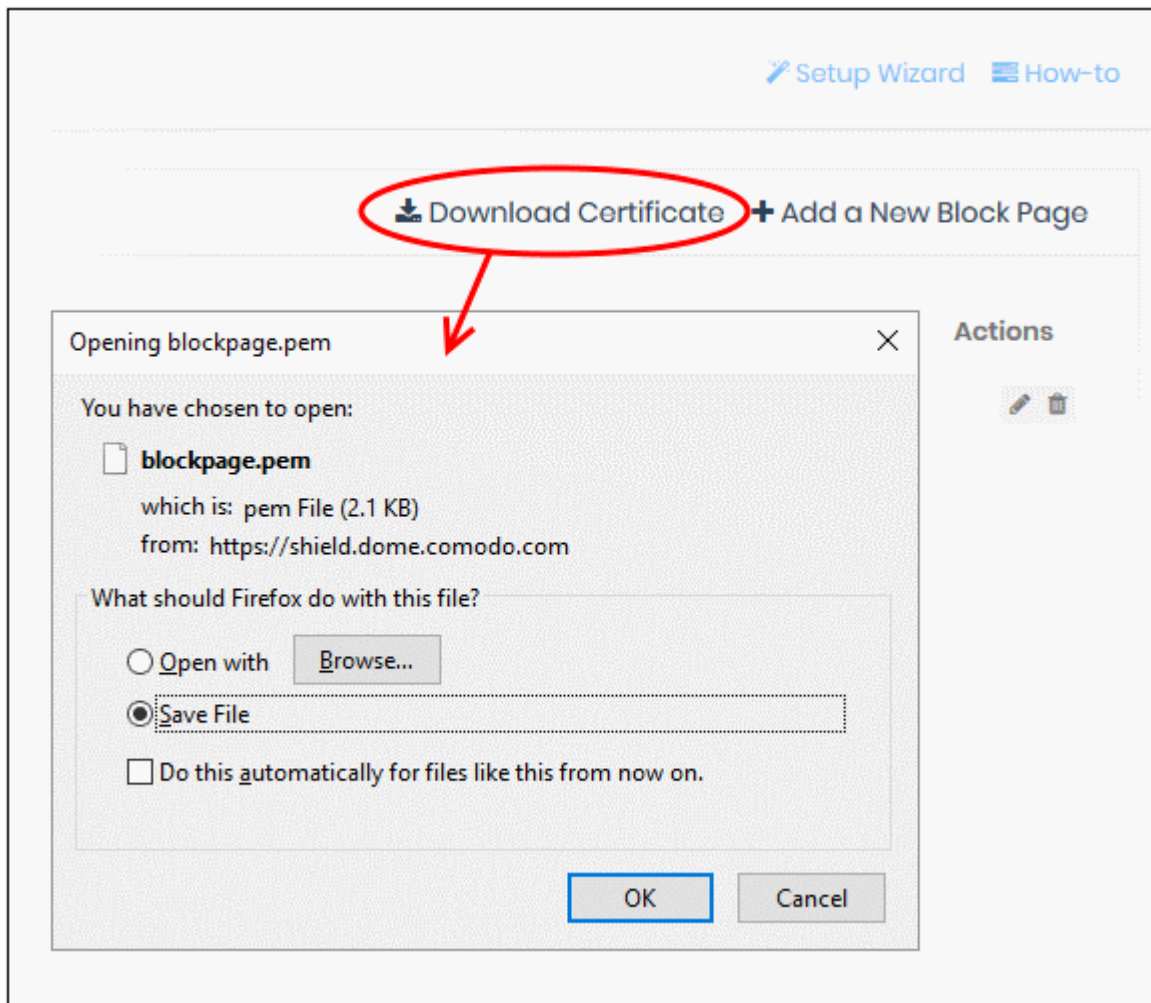 Setup Wizard How-to
Download Certificate + Add a New Block Page
Actions
Opening blockpage.pem
You have chosen to open:
blockpage.pem
which is: pem File (2.1 KB)
from: https://shield.dome.comodo.com
What should Firefox do with this file?
Open with Browse...
Save File
Do this automatically for files like this from now on.
OK Cancel